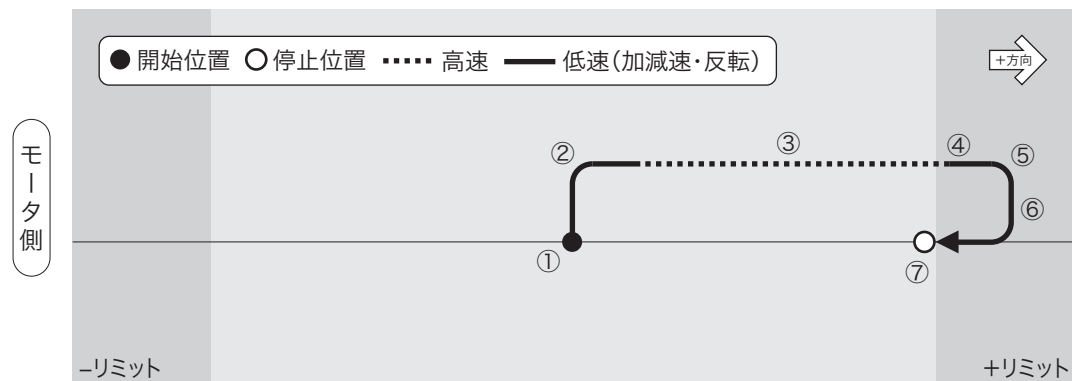 開始位置 停止位置 高速 低速(加減速・反転)
+方向
モータ側
① ② ③ ④ ⑤ ⑥ ⑦
–リミット
+リミット